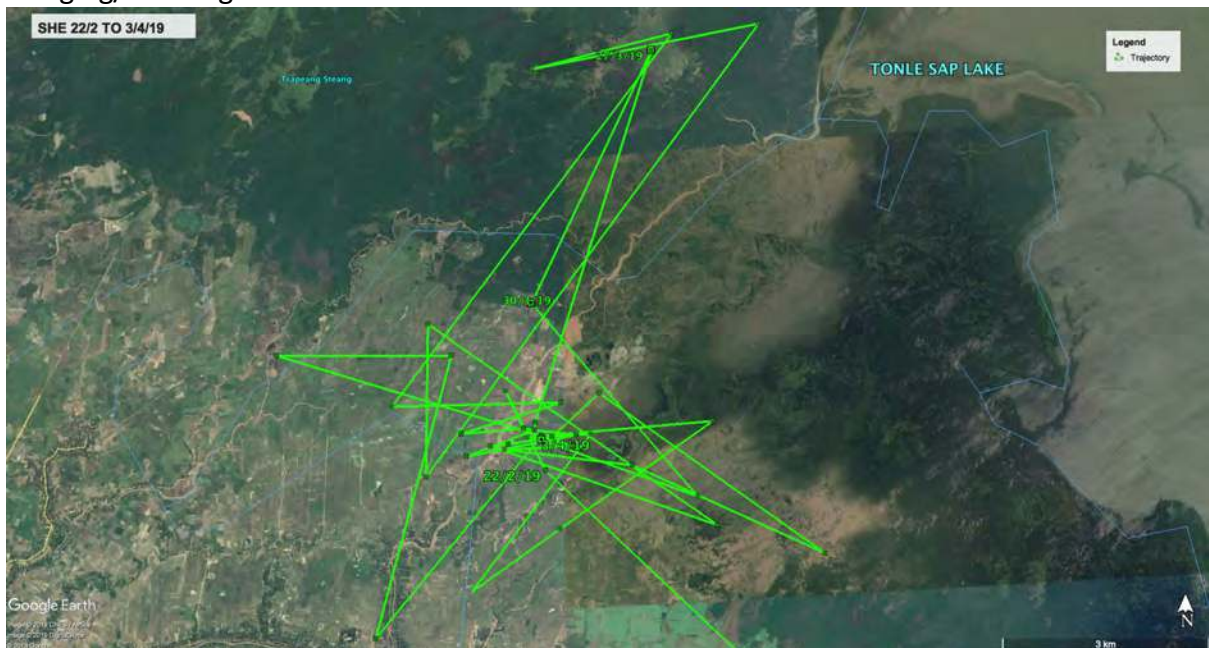 SHE 22/2 TO 3/4/19
Legend
Trajectory
TONLE SAP LAKE
Trapeang Steang
30/3/19
22/2/19
Google Earth
N
3 km